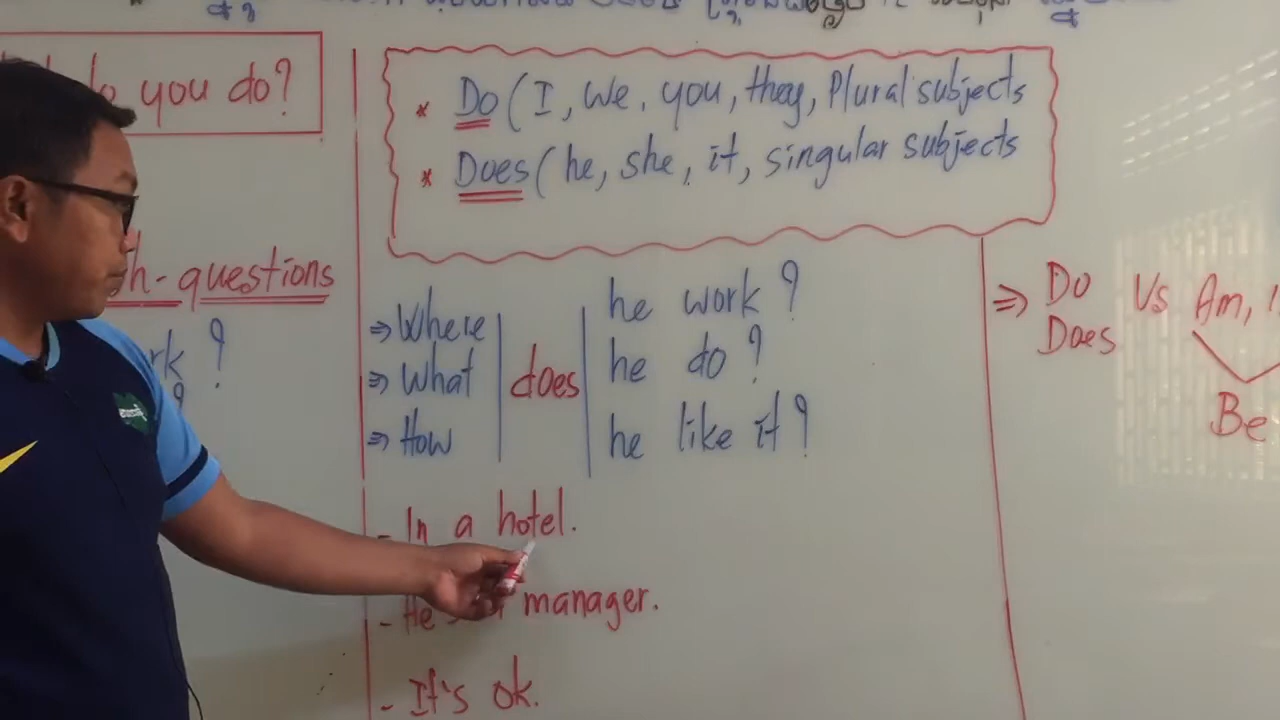 you do?
* Do (I, we, you, they, Plural subjects
* Does (he, she, it, singular subjects
h-questions
rk ?
?
⇒ Where
⇒ What
⇒ How
does
he work ?
he do ?
he like it ?
- In a hotel.
- He's a manager.
- It's ok.
⇒ Do
Does
Vs Am,
Be